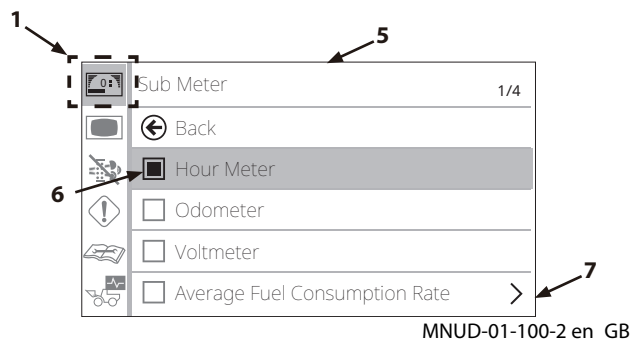 1
5
0
Sub Meter 1/4
Back
Hour Meter
6
Odometer
Voltmeter
7
Average Fuel Consumption Rate
MNUD-01-100-2 en GB